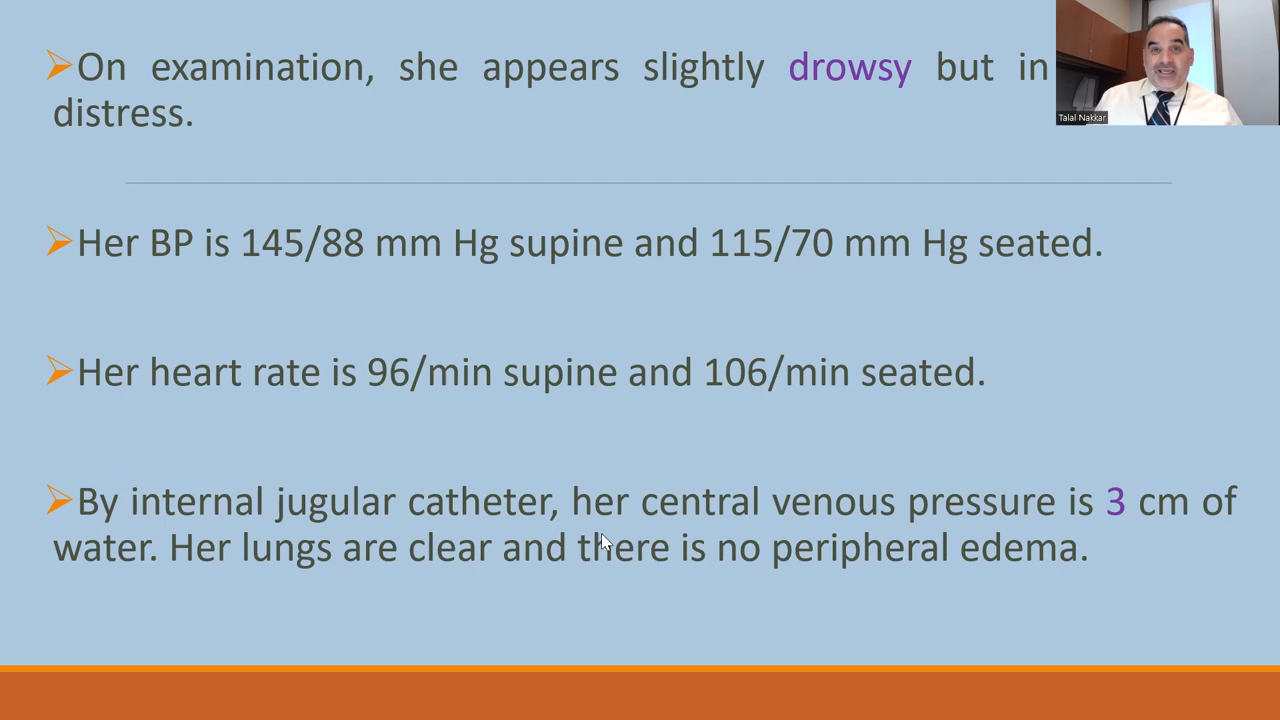 On examination, she appears slightly drowsy but in
distress.
Talal Nakkar
Her BP is 145/88 mm Hg supine and 115/70 mm Hg seated.
Her heart rate is 96/min supine and 106/min seated.
By internal jugular catheter, her central venous pressure is 3 cm of
water. Her lungs are clear and there is no peripheral edema.